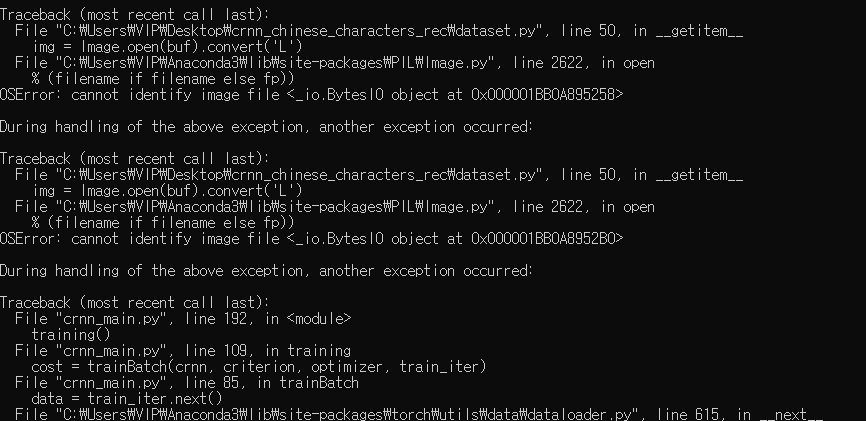 Traceback (most recent call last):
  File "C:₩Users₩VIP₩Desktop₩crnn_chinese_characters_rec₩dataset.py", line 50, in __getitem__
    img = Image.open(buf).convert('L')
  File "C:₩Users₩VIP₩Anaconda3₩lib₩site-packages₩PIL₩Image.py", line 2622, in open
    % (filename if filename else fp))
OSError: cannot identify image file <_io.BytesIO object at 0x000001BB0A895258>
During handling of the above exception, another exception occurred:
Traceback (most recent call last):
  File "C:₩Users₩VIP₩Desktop₩crnn_chinese_characters_rec₩dataset.py", line 50, in __getitem__
    img = Image.open(buf).convert('L')
  File "C:₩Users₩VIP₩Anaconda3₩lib₩site-packages₩PIL₩Image.py", line 2622, in open
    % (filename if filename else fp))
OSError: cannot identify image file <_io.BytesIO object at 0x000001BB0A8952B0>
During handling of the above exception, another exception occurred:
Traceback (most recent call last):
  File "crnn_main.py", line 192, in <module>
    training()
  File "crnn_main.py", line 109, in training
    cost = trainBatch(crnn, criterion, optimizer, train_iter)
  File "crnn_main.py", line 85, in trainBatch
    data = train_iter.next()
  File "C:₩Users₩VIP₩Anaconda3₩lib₩site-packages₩torch₩utils₩data₩dataloader.py", line 615, in __next__